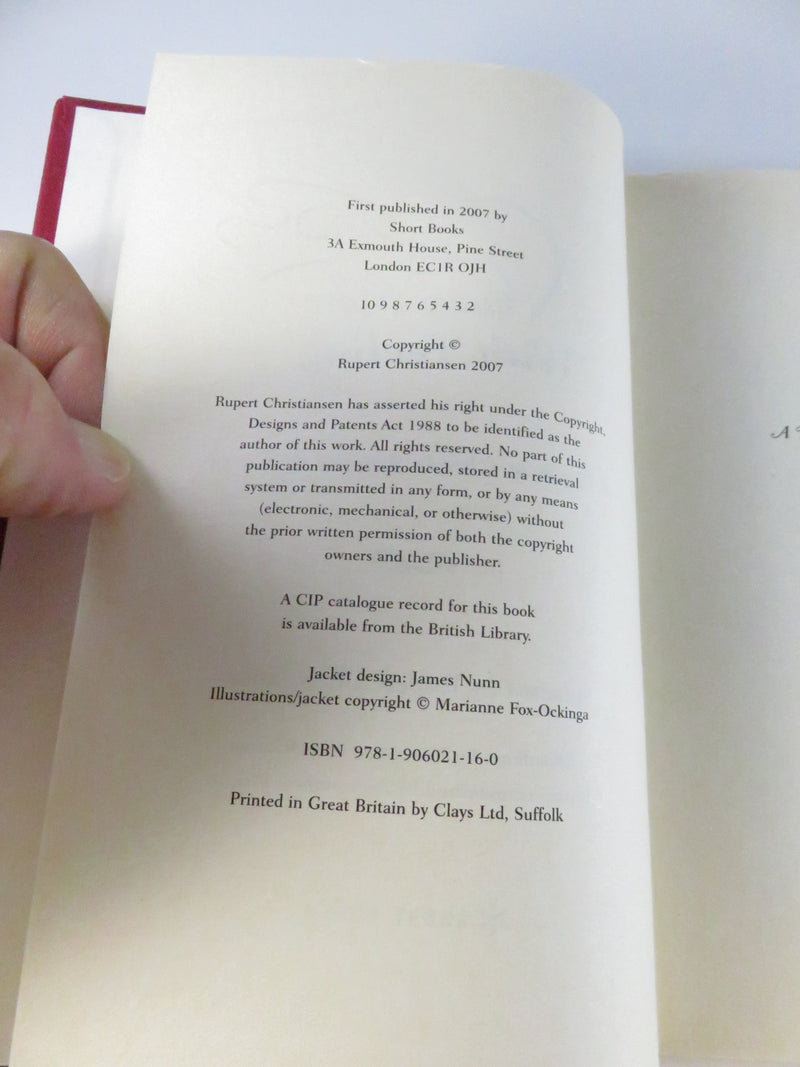 First published in 2007 by
Short Books
3A Exmouth House, Pine Street
London EC1R OJH
10 9 8 7 6 5 4 3 2
Copyright ©
Rupert Christiansen 2007
Rupert Christiansen has asserted his right under the Copyright,
Designs and Patents Act 1988 to be identified as the
author of this work. All rights reserved. No part of this
publication may be reproduced, stored in a retrieval
system or transmitted in any form, or by any means
(electronic, mechanical, or otherwise) without
the prior written permission of both the copyright
owners and the publisher.
A CIP catalogue record for this book
is available from the British Library.
Jacket design: James Nunn
Illustrations/jacket copyright © Marianne Fox-Ockinga
ISBN 978-1-906021-16-0
Printed in Great Britain by Clays Ltd, Suffolk
A